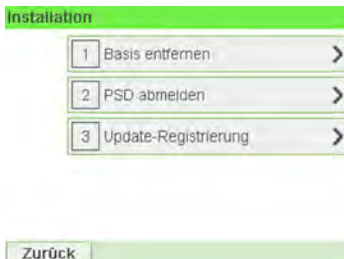 Installation
1 Basis entfernen
2 PSD abmelden
3 Update-Registrierung
Zurück